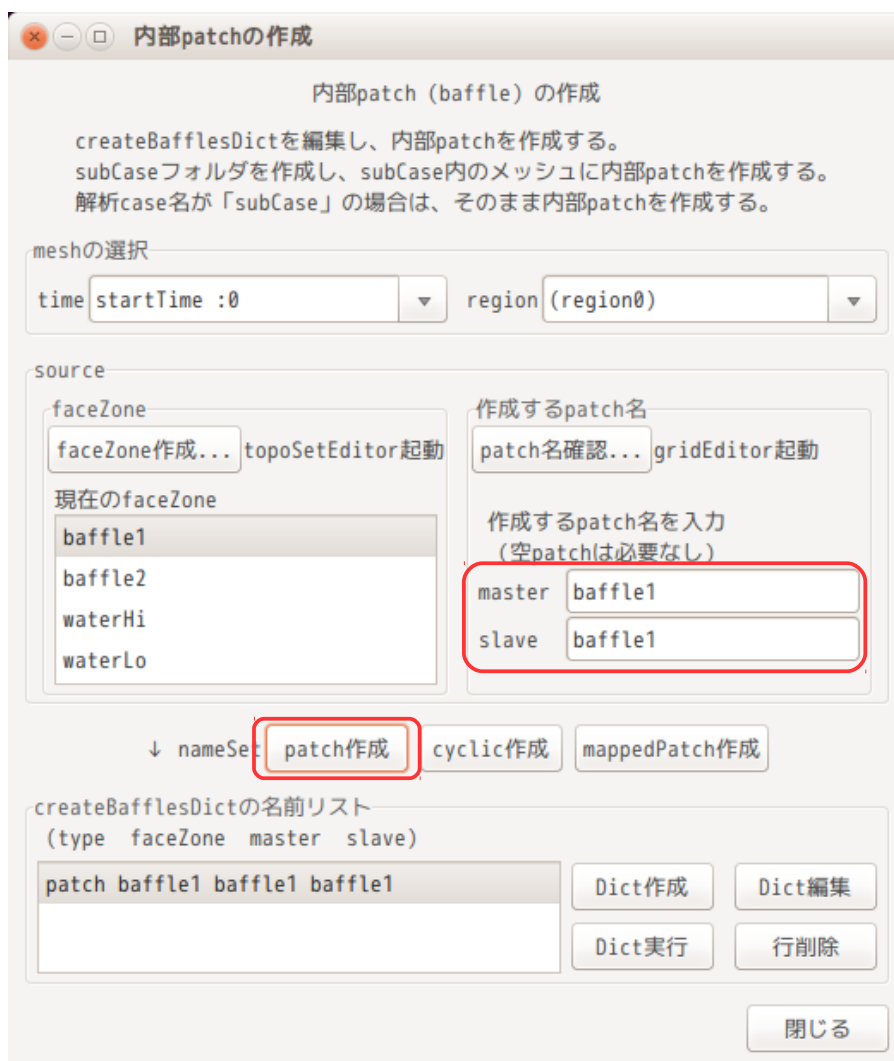 内部patchの作成
内部patch (baffle) の作成
createBafflesDictを編集し、内部patchを作成する。
subCaseフォルダを作成し、subCase内のメッシュに内部patchを作成する。
解析case名が「subCase」の場合は、そのまま内部patchを作成する。
meshの選択
time startTime :0 region (region0)
source
faceZone
faceZone作成... topoSetEditor起動
現在のfaceZone
baffle1
baffle2
waterHi
waterLo
作成するpatch名
patch名確認... gridEditor起動
作成するpatch名を入力
(空patchは必要なし)
master baffle1
slave baffle1
↓ nameSet patch作成 cyclic作成 mappedPatch作成
createBafflesDictの名前リスト
(type faceZone master slave)
patch baffle1 baffle1 baffle1
Dict作成 Dict編集
Dict実行 行削除
閉じる